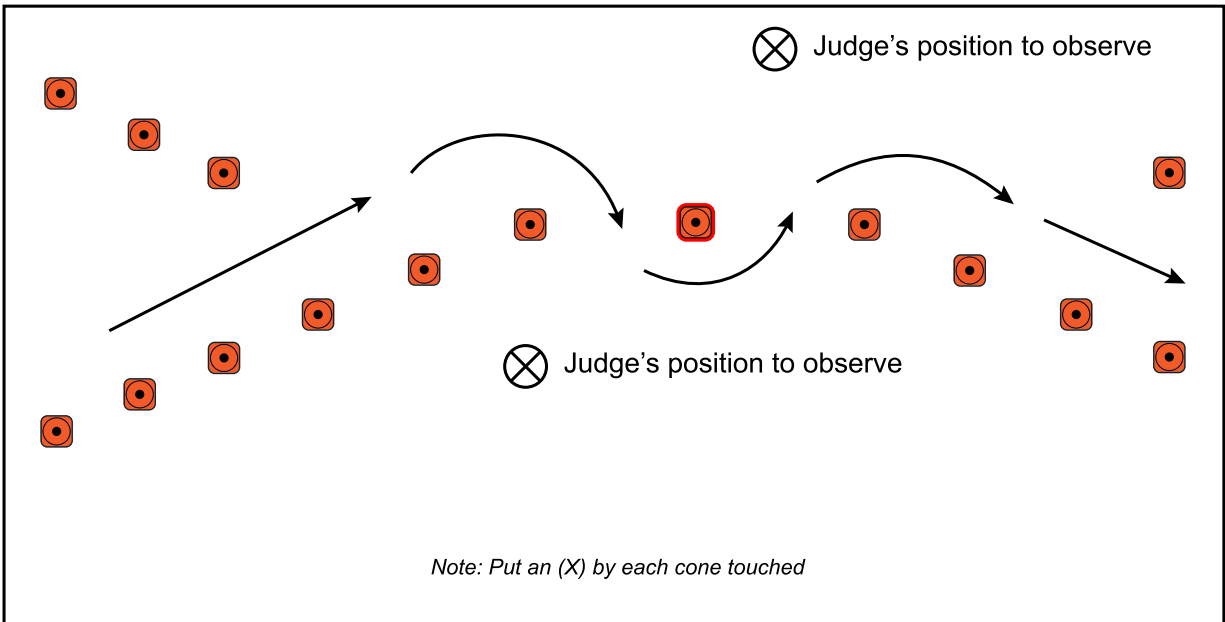 Judge’s position to observe
Judge’s position to observe
Note: Put an (X) by each cone touched